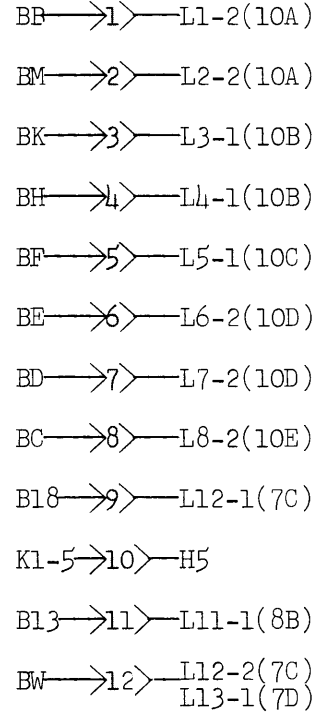 BP 1 L1-2(10A)
BM 2 L2-2(10A)
BK 3 L3-1(10B)
BH 4 L4-1(10B)
BF 5 L5-1(10C)
BE 6 L6-2(10D)
BD 7 L7-2(10D)
BC 8 L8-2(10E)
B18 9 L12-1(7C)
K1-5 10 H5
B13 11 L11-1(8B)
BW 12 L12-2(7C)
L13-1(7D)